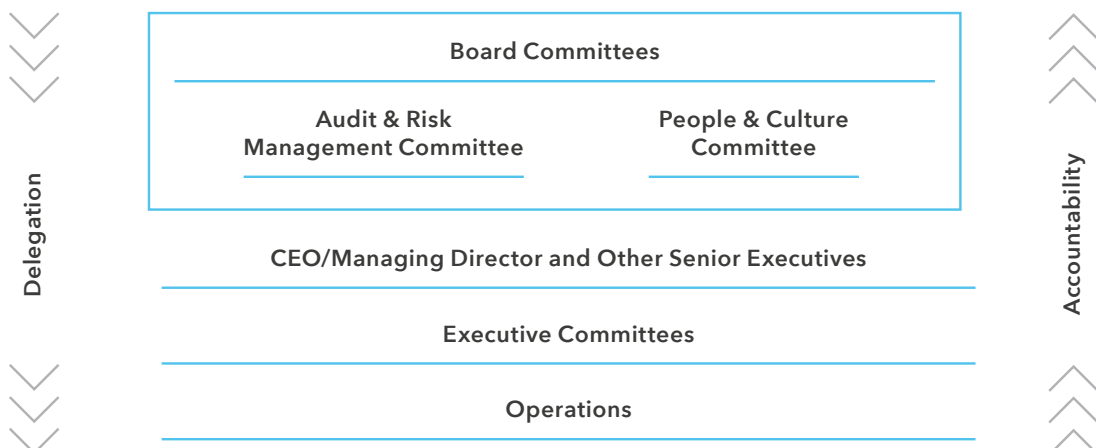 Board Committees
Audit & Risk
Management Committee
People & Culture
Committee
Delegation
Accountability
CEO/Managing Director and Other Senior Executives
Executive Committees
Operations